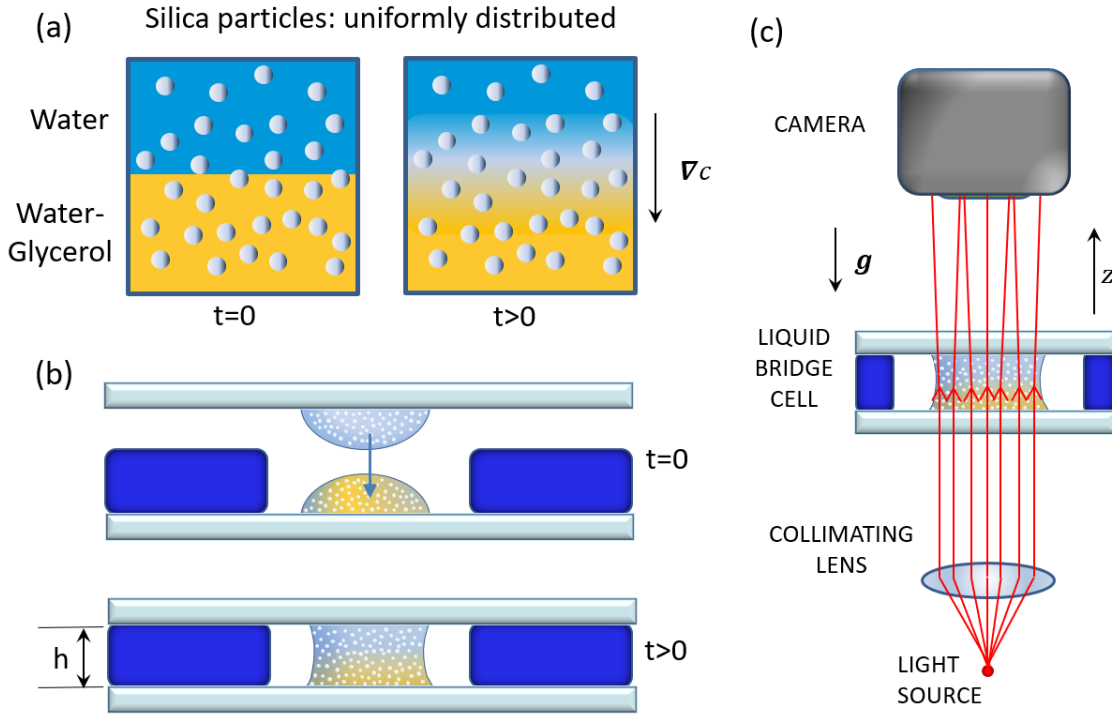 (a)
Silica particles: uniformly distributed
Water
Water-
Glycerol
t=0
t>0
∇c
(b)
t=0
h
t>0
(c)
CAMERA
g
z
LIQUID
BRIDGE
CELL
COLLIMATING
LENS
LIGHT
SOURCE